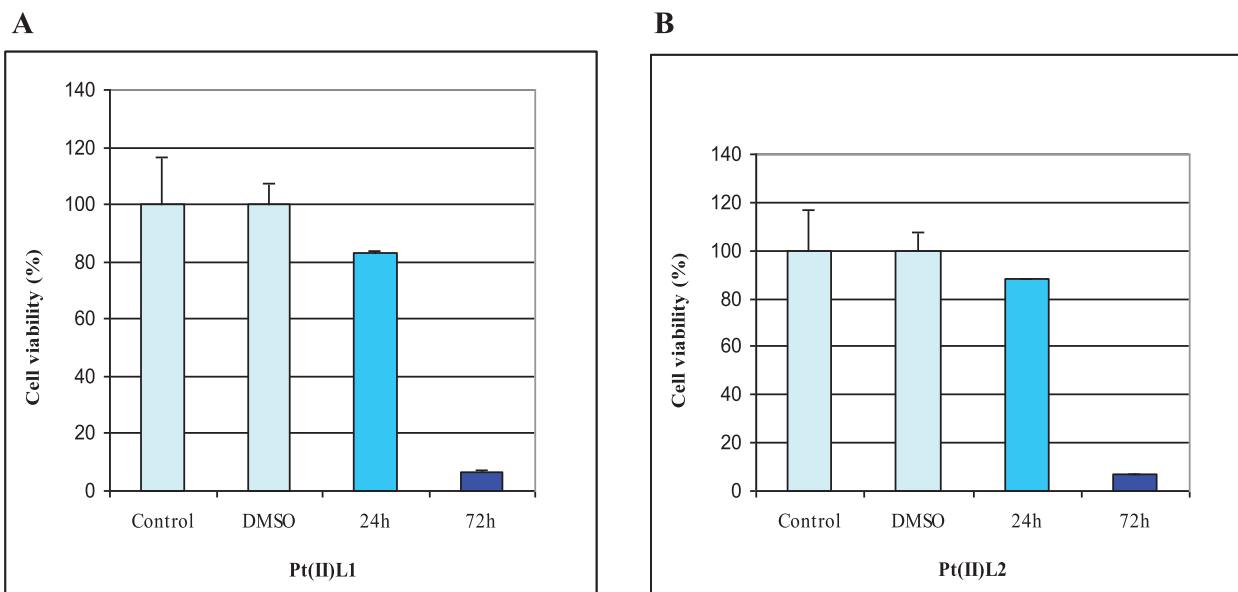 A
Cell viability (%)
140
120
100
80
60
40
20
0
Control DMSO 24h 72h
Pt(II)L1
B
Cell viability (%)
140
120
100
80
60
40
20
0
Control DMSO 24h 72h
Pt(II)L2